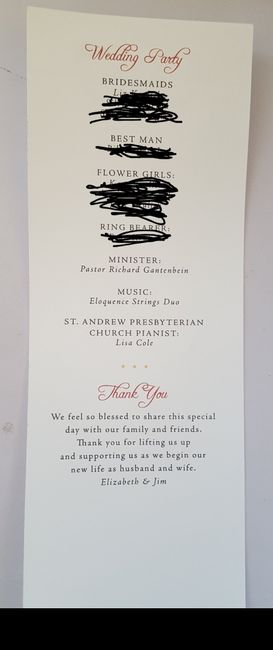 Wedding Party
BRIDESMAIDS
BEST MAN
FLOWER GIRLS:
RING BEARER:
MINISTER:
Pastor Richard Gantenbein
MUSIC:
Eloquence Strings Duo
ST. ANDREW PRESBYTERIAN
CHURCH PIANIST:
Lisa Cole
Thank You
We feel so blessed to share this special
day with our family and friends.
Thank you for lifting us up
and supporting us as we begin our
new life as husband and wife.
Elizabeth & Jim